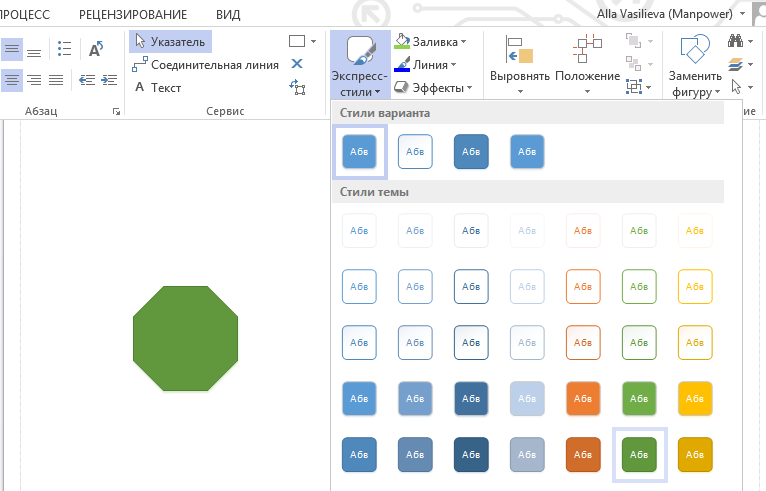 РОЦЕСС РЕЦЕНЗИРОВАНИЕ ВИД Alla Vasilieva (Manpower)
Указатель
Соединительная линия
A Текст
Абзац
Сервис
Экспресс-
стили
Заливка
Линия
Эффекты
Выровнять
Положение
Заменить
фигуру
ие
Стили варианта
Абв Абв Абв Абв
Стили темы
Абв Абв Абв Абв Абв Абв Абв
Абв Абв Абв Абв Абв Абв Абв
Абв Абв Абв Абв Абв Абв Абв
Абв Абв Абв Абв Абв Абв Абв
Абв Абв Абв Абв Абв Абв Абв